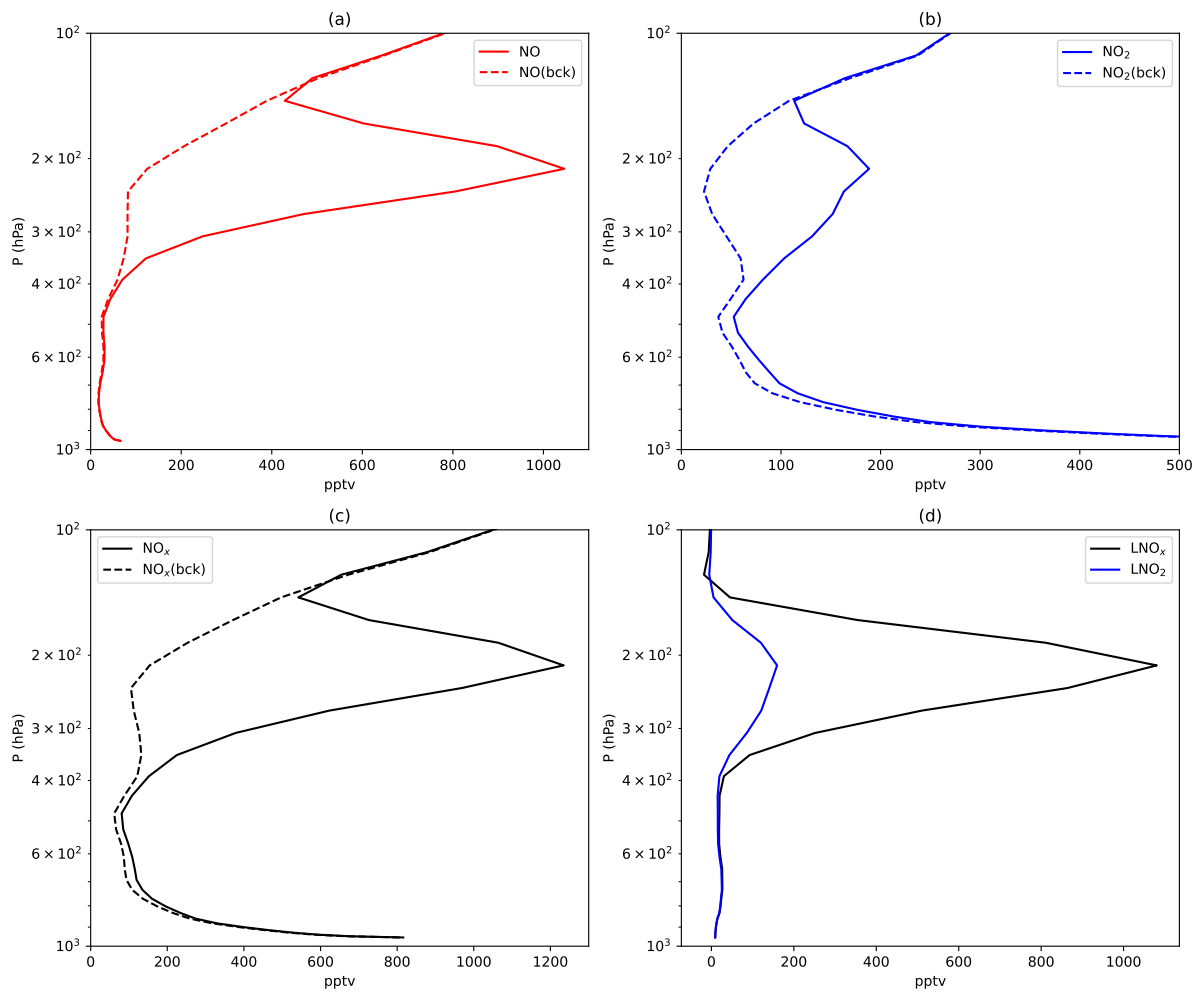 (a)
10²
2 × 10²
3 × 10²
4 × 10²
6 × 10²
10³
P (hPa)
0 200 400 600 800 1000
pptv
NO
NO(bck)
(b)
10²
2 × 10²
3 × 10²
4 × 10²
6 × 10²
10³
P (hPa)
0 100 200 300 400 500
pptv
NO₂
NO₂(bck)
(c)
10²
2 × 10²
3 × 10²
4 × 10²
6 × 10²
10³
P (hPa)
0 200 400 600 800 1000 1200
pptv
NOₓ
NOₓ(bck)
(d)
10²
2 × 10²
3 × 10²
4 × 10²
6 × 10²
10³
P (hPa)
0 200 400 600 800 1000
pptv
LNOₓ
LNO₂